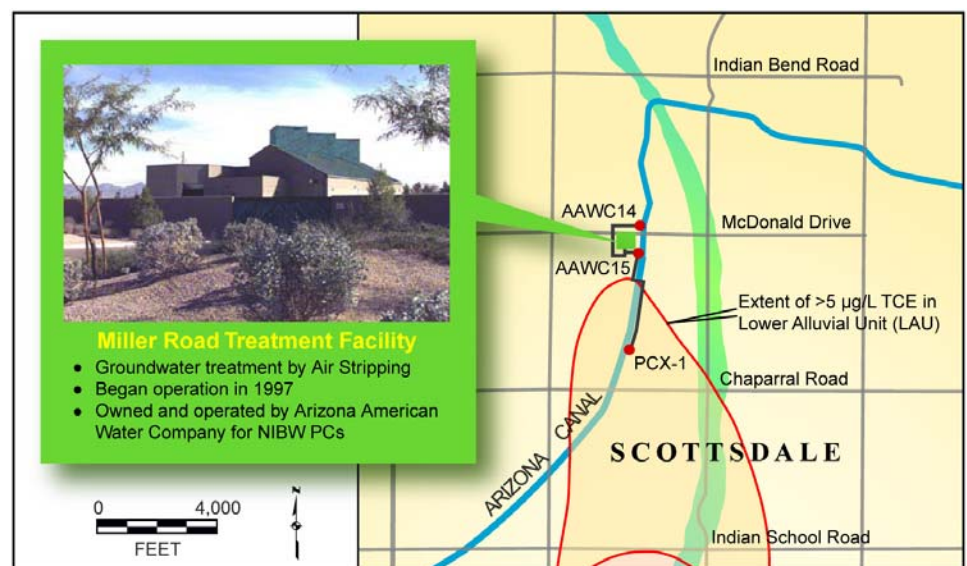 Miller Road Treatment Facility
● Groundwater treatment by Air Stripping
● Began operation in 1997
● Owned and operated by Arizona American
Water Company for NIBW PCs
0 4,000
FEET
N
Indian Bend Road
AAWC14
McDonald Drive
AAWC15
Extent of >5 µg/L TCE in
Lower Alluvial Unit (LAU)
PCX-1
Chaparral Road
ARIZONA CANAL
SCOTTSDALE
Indian School Road